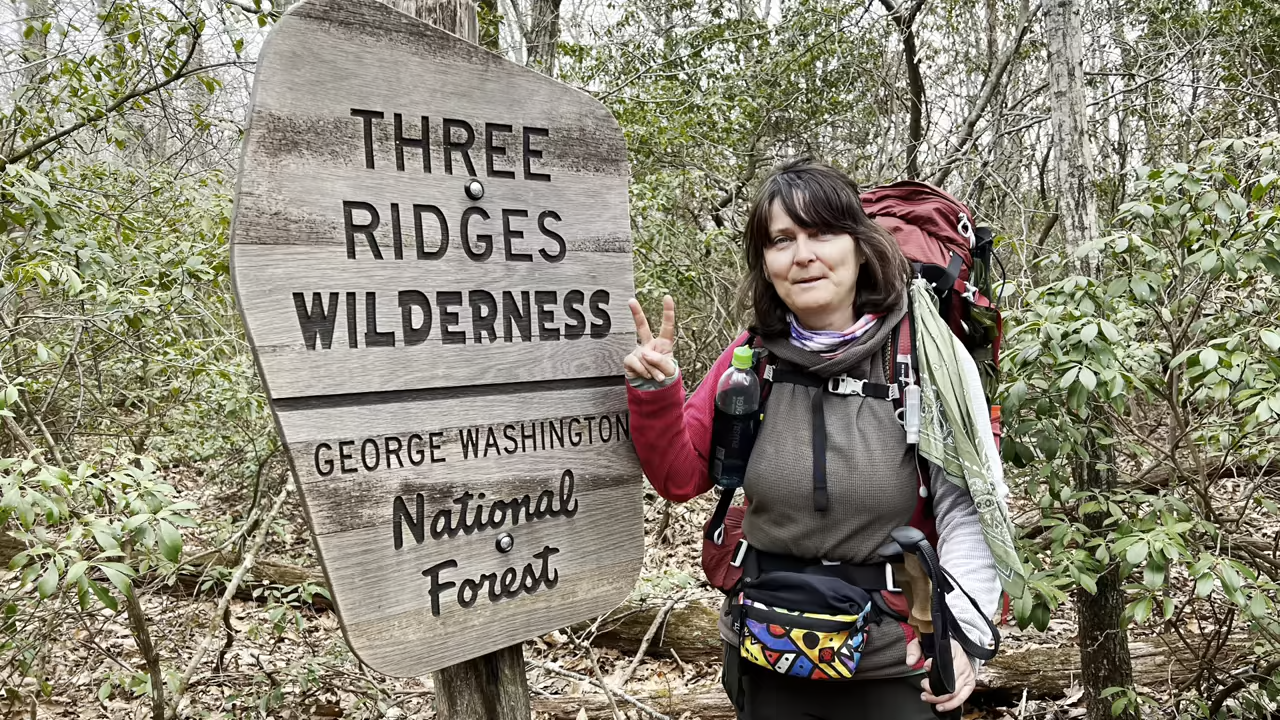 THREE
RIDGES
WILDERNESS
GEORGE WASHINGTON
National
Forest